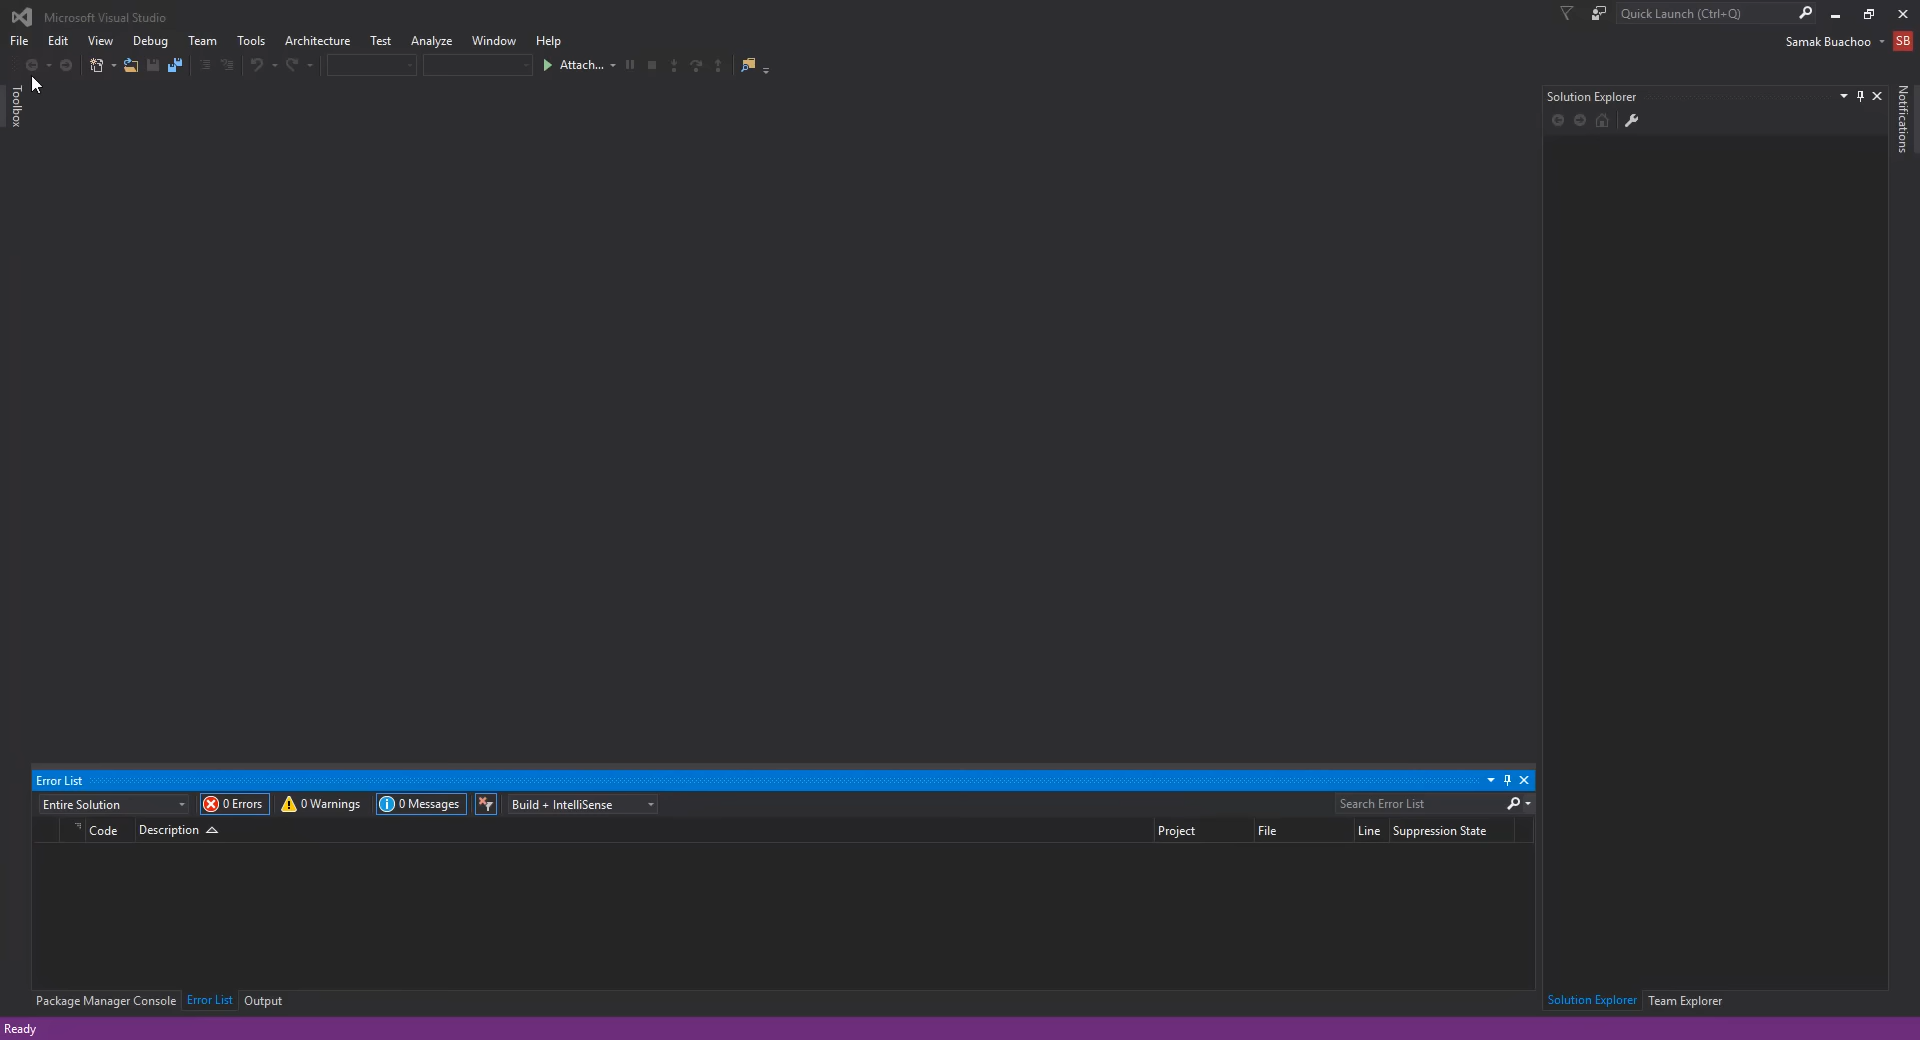 Microsoft Visual Studio
Quick Launch (Ctrl+Q)
File Edit View Debug Team Tools Architecture Test Analyze Window Help
Samak Buachoo SB
Attach...
Toolbox
Solution Explorer
Notifications
Error List
Entire Solution 0 Errors 0 Warnings 0 Messages Build + IntelliSense Search Error List
Code Description Project File Line Suppression State
Package Manager Console Error List Output
Solution Explorer Team Explorer
Ready